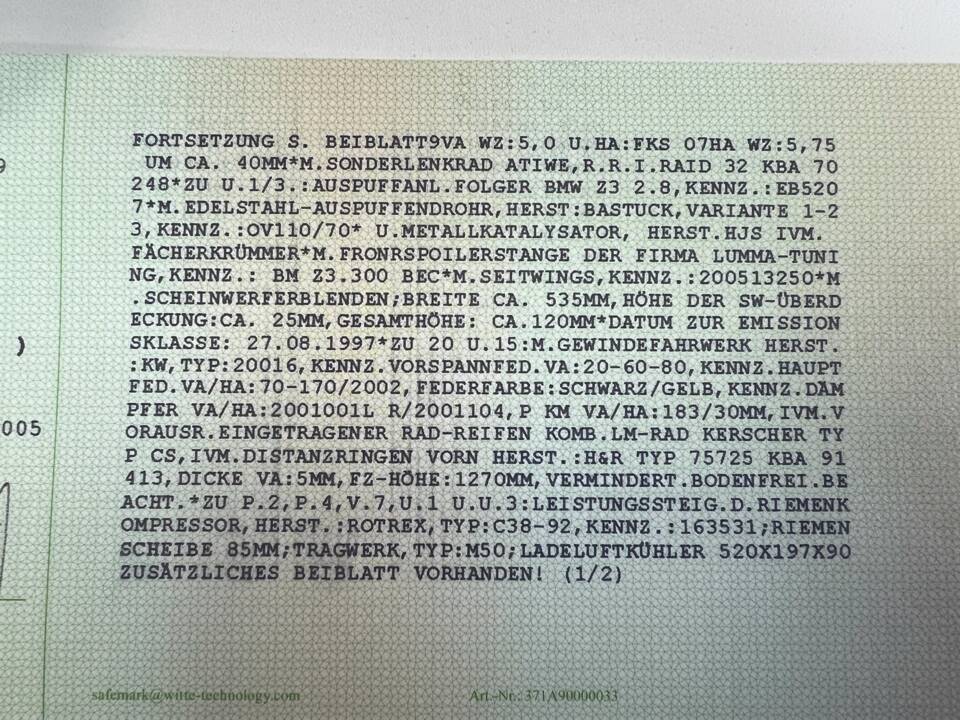 FORTSETZUNG S. BEIBLATT9VA WZ:5,0 U.HA:FKS 07HA WZ:5,75
9
UM CA. 40MM*M.SONDERLENKRAD ATIWE,R.R.I.RAID 32 KBA 70
248*ZU U.1/3.:AUSPUFFANL.FOLGER BMW Z3 2.8,KENNZ.:EB520
7*M.EDELSTAHL-AUSPUFFENDROHR,HERST:BASTUCK,VARIANTE 1-2
3,KENNZ.:OV110/70* U.METALLKATALYSATOR, HERST.HJS IVM.
FÄCHERKRÜMMER*M.FRONRSPOILERSTANGE DER FIRMA LUMMA-TUNI
NG,KENNZ.: BM Z3.300 BEC*M.SEITWINGS,KENNZ.:200513250*M
.SCHEINWERFERBLENDEN;BREITE CA. 535MM,HÖHE DER SW-ÜBERD
ECKUNG:CA. 25MM,GESAMTHÖHE: CA.120MM*DATUM ZUR EMISSION
SKLASSE: 27.08.1997*ZU 20 U.15:M.GEWINDEFAHRWERK HERST.
)
:KW,TYP:20016,KENNZ.VORSPANNFED.VA:20-60-80,KENNZ.HAUPT
FED.VA/HA:70-170/2002,FEDERFARBE:SCHWARZ/GELB,KENNZ.DÄM
PFER VA/HA:2001001L R/2001104,P KM VA/HA:183/30MM,IVM.V
005
ORAUSR.EINGETRAGENER RAD-REIFEN KOMB.LM-RAD KERSCHER TY
P CS,IVM.DISTANZRINGEN VORN HERST.:H&R TYP 75725 KBA 91
413,DICKE VA:5MM,FZ-HÖHE:1270MM,VERMINDERT.BODENFREI.BE
ACHT.*ZU P.2,P.4,V.7,U.1 U.U.3:LEISTUNGSSTEIG.D.RIEMENK
OMPRESSOR,HERST.:ROTREX,TYP:C38-92,KENNZ.:163531;RIEMEN
SCHEIBE 85MM;TRAGWERK,TYP:M50;LADELUFTKÜHLER 520X197X90
ZUSÄTZLICHES BEIBLATT VORHANDEN! (1/2)
safemark@witte-technology.com
Art.-Nr.: 371A90000033